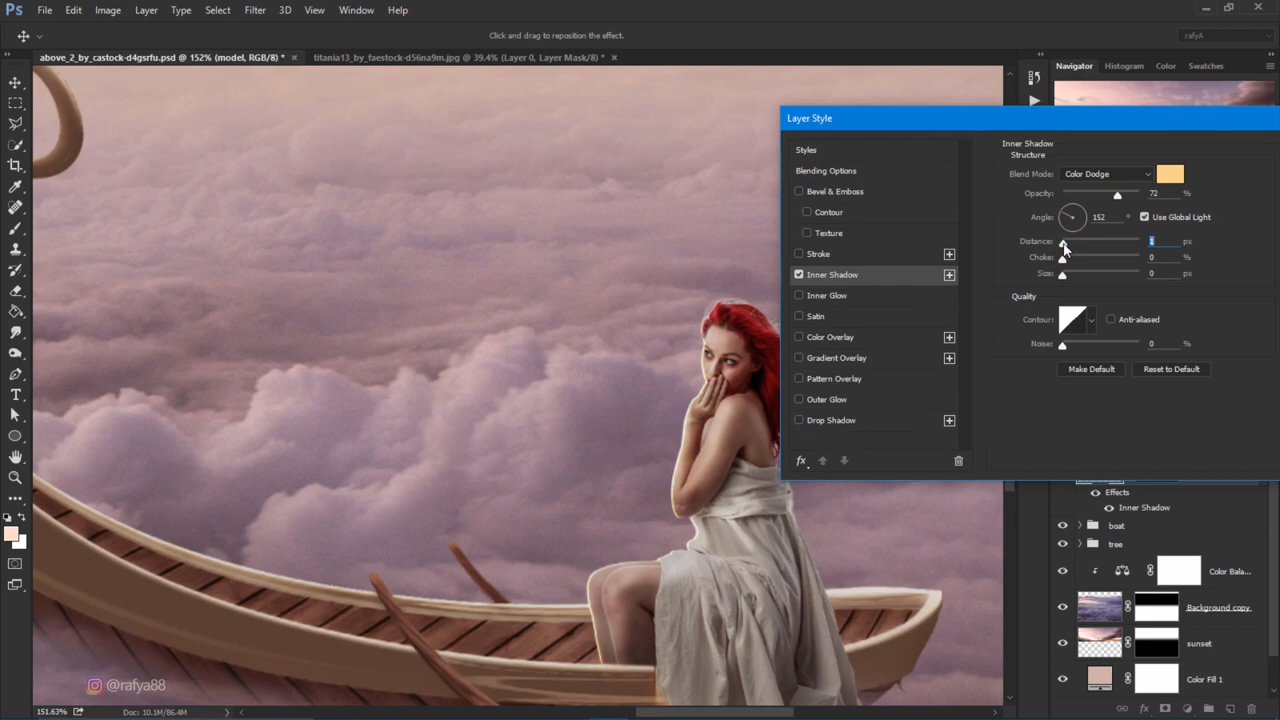 Ps File Edit Image Layer Type Select Filter 3D View Window Help
Click and drag to reposition the effect.
rafyA
above_2_by_castock-d4gsrfu.psd @ 152% (model, RGB/8) * ×
titania13_by_faestock-d56na9m.jpg @ 39.4% (Layer 0, Layer Mask/8) * ×
Navigator Histogram Color Swatches
Layer Style
Styles
Blending Options
Bevel & Emboss
Contour
Texture
Stroke
Inner Shadow
Inner Glow
Satin
Color Overlay
Gradient Overlay
Pattern Overlay
Outer Glow
Drop Shadow
fx
Inner Shadow
Structure
Blend Mode: Color Dodge
Opacity: 72 %
Angle: 152 ° Use Global Light
Distance: 1 px
Choke: 0 %
Size: 0 px
Quality
Contour: Anti-aliased
Noise: 0 %
Make Default Reset to Default
Effects
Inner Shadow
boat
tree
Color Bala...
Background copy
sunset
Color Fill 1
fx
@rafya88
151.63% Doc: 10.1M/86.4M